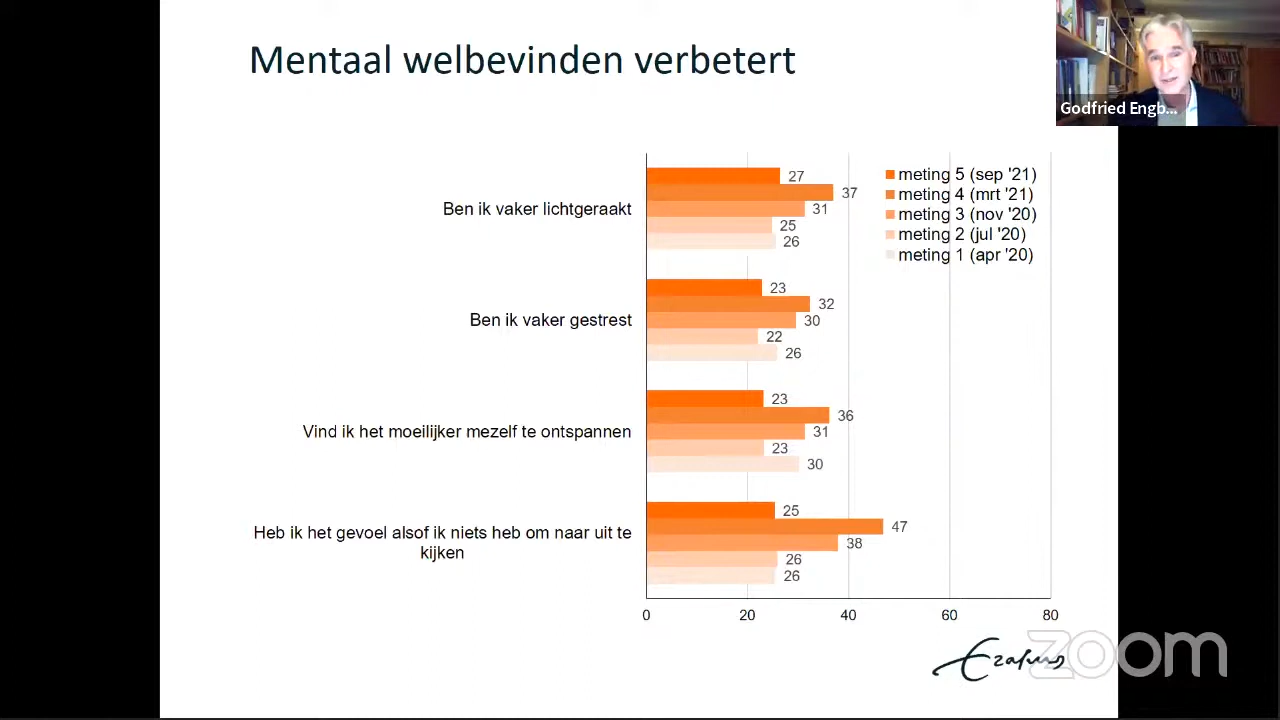 Mentaal welbevinden verbetert
Godfried Engb...
meting 5 (sep '21)
meting 4 (mrt '21)
meting 3 (nov '20)
meting 2 (jul '20)
meting 1 (apr '20)
Ben ik vaker lichtgeraakt
27
37
31
25
26
Ben ik vaker gestrest
23
32
30
22
26
Vind ik het moeilijker mezelf te ontspannen
23
36
31
23
30
Heb ik het gevoel alsof ik niets heb om naar uit te
kijken
25
47
38
26
26
0 20 40 60 80
Erasmus
zoom